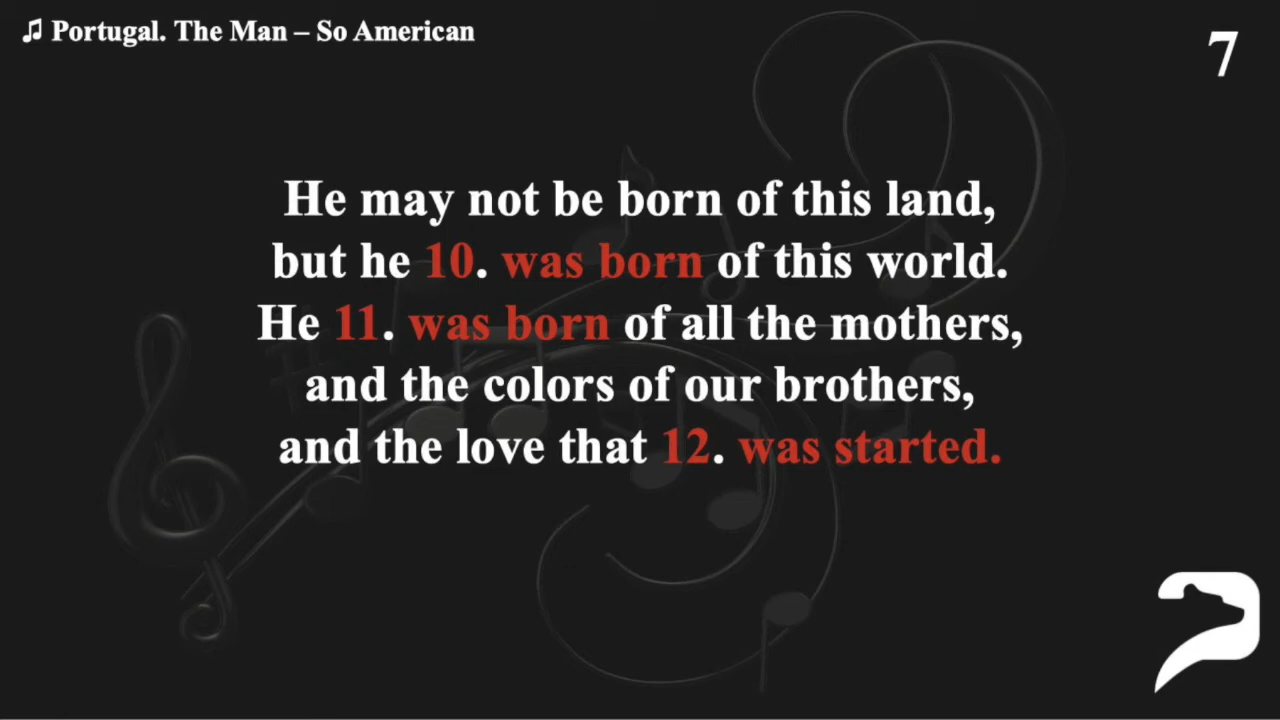 ♫ Portugal. The Man – So American
7
He may not be born of this land,
but he 10. was born of this world.
He 11. was born of all the mothers,
and the colors of our brothers,
and the love that 12. was started.